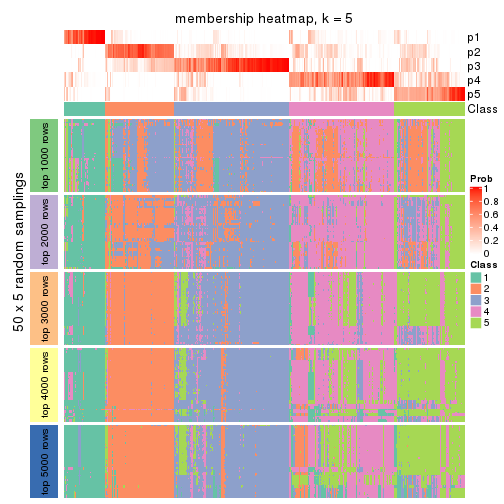 membership heatmap, k = 5
p1
p2
p3
p4
p5
Class
50 x 5 random samplings
top 1000 rows
top 2000 rows
top 3000 rows
top 4000 rows
top 5000 rows
Prob
1
0.8
0.6
0.4
0.2
0
Class
1
2
3
4
5